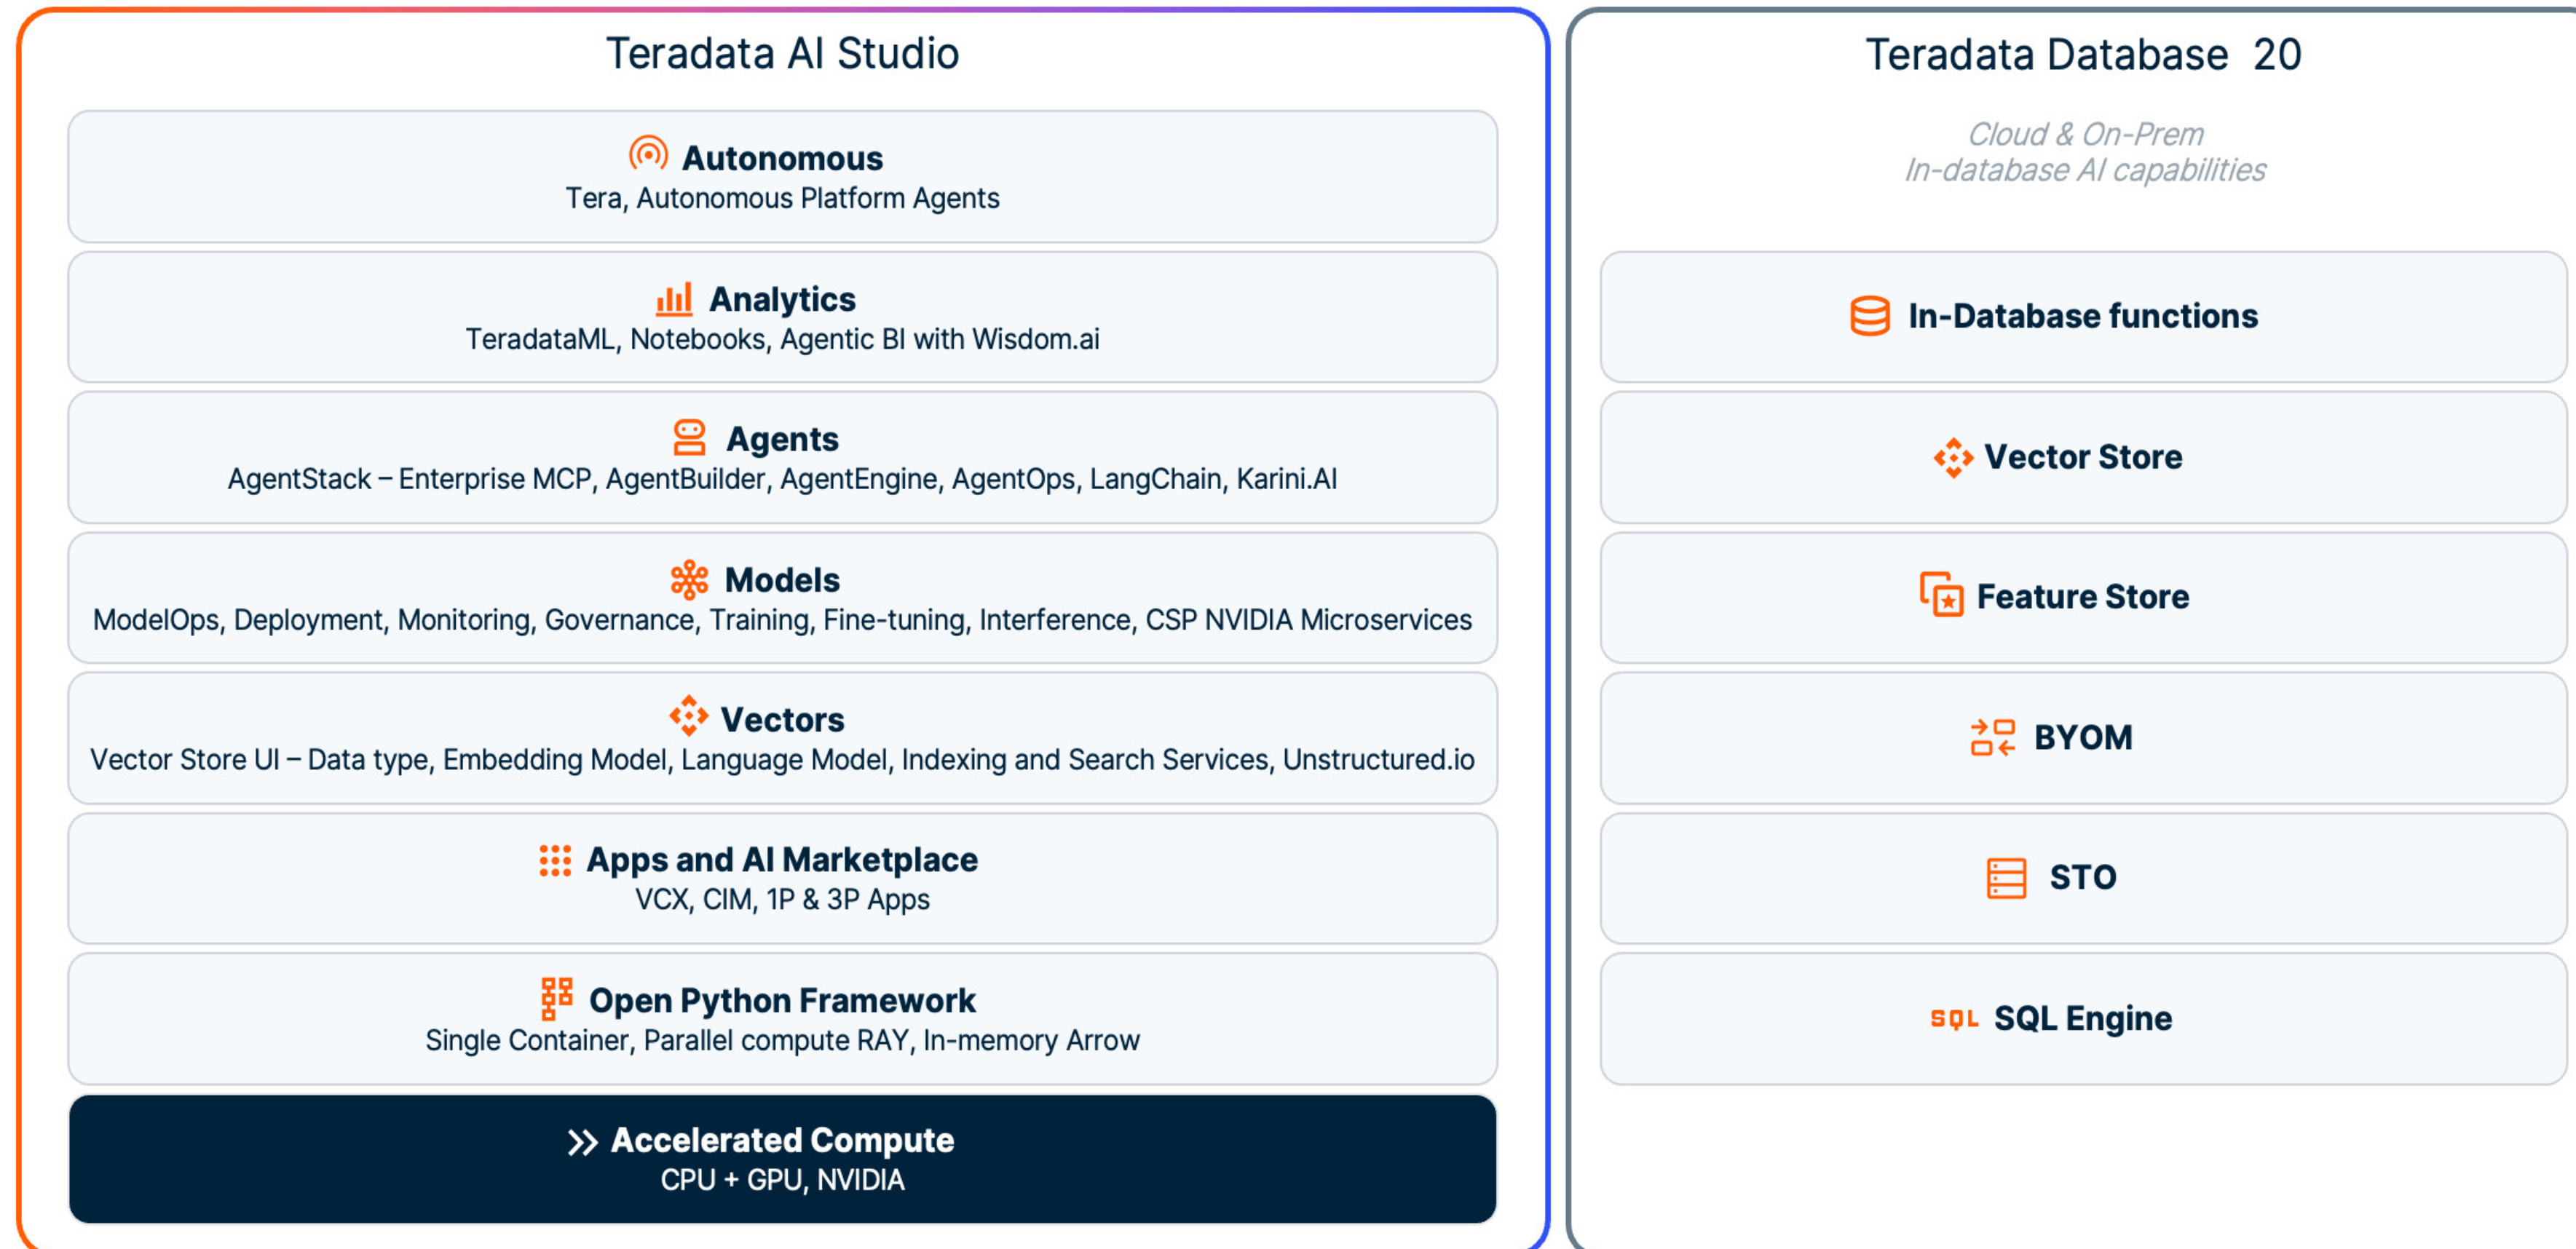 Teradata AI Studio
Autonomous
Tera, Autonomous Platform Agents
Analytics
TeradataML, Notebooks, Agentic BI with Wisdom.ai
Agents
AgentStack – Enterprise MCP, AgentBuilder, AgentEngine, AgentOps, LangChain, Karini.AI
Models
ModelOps, Deployment, Monitoring, Governance, Training, Fine-tuning, Interference, CSP NVIDIA Microservices
Vectors
Vector Store UI – Data type, Embedding Model, Language Model, Indexing and Search Services, Unstructured.io
Apps and AI Marketplace
VCX, CIM, 1P & 3P Apps
Open Python Framework
Single Container, Parallel compute RAY, In-memory Arrow
Accelerated Compute
CPU + GPU, NVIDIA
Teradata Database 20
Cloud & On-Prem
In-database AI capabilities
In-Database functions
Vector Store
Feature Store
BYOM
STO
SQL SQL Engine